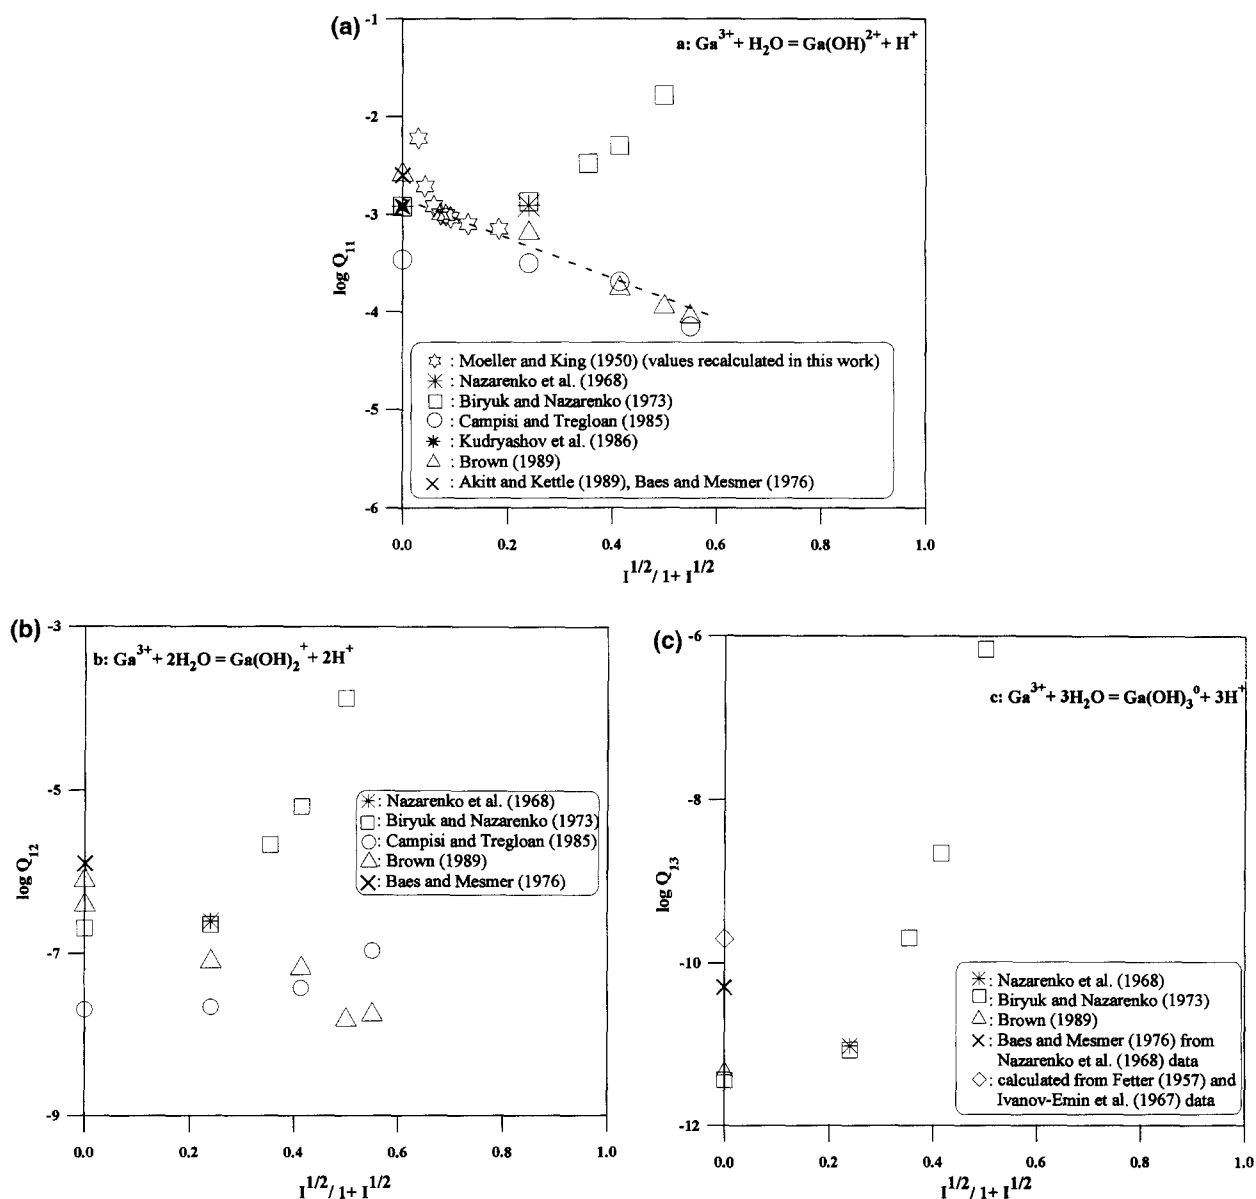 (a)
a: Ga³⁺ + H₂O = Ga(OH)²⁺ + H⁺
-1
-2
-3
-4
-5
-6
log Q₁₁
: Moeller and King (1950) (values recalculated in this work)
: Nazarenko et al. (1968)
: Biryuk and Nazarenko (1973)
: Campisi and Tregloan (1985)
: Kudryashov et al. (1986)
: Brown (1989)
: Akitt and Kettle (1989), Baes and Mesmer (1976)
0.0 0.2 0.4 0.6 0.8 1.0
I^1/2 / 1+ I^1/2
(b)
b: Ga³⁺ + 2H₂O = Ga(OH)₂⁺ + 2H⁺
-3
-5
-7
-9
log Q₁₂
: Nazarenko et al. (1968)
: Biryuk and Nazarenko (1973)
: Campisi and Tregloan (1985)
: Brown (1989)
: Baes and Mesmer (1976)
0.0 0.2 0.4 0.6 0.8 1.0
I^1/2 / 1+ I^1/2
(c)
c: Ga³⁺ + 3H₂O = Ga(OH)₃⁰ + 3H⁺
-6
-8
-10
-12
log Q₁₃
: Nazarenko et al. (1968)
: Biryuk and Nazarenko (1973)
: Brown (1989)
: Baes and Mesmer (1976) from
Nazarenko et al. (1968) data
: calculated from Fetter (1957) and
Ivanov-Emin et al. (1967) data
0.0 0.2 0.4 0.6 0.8 1.0
I^1/2 / 1+ I^1/2